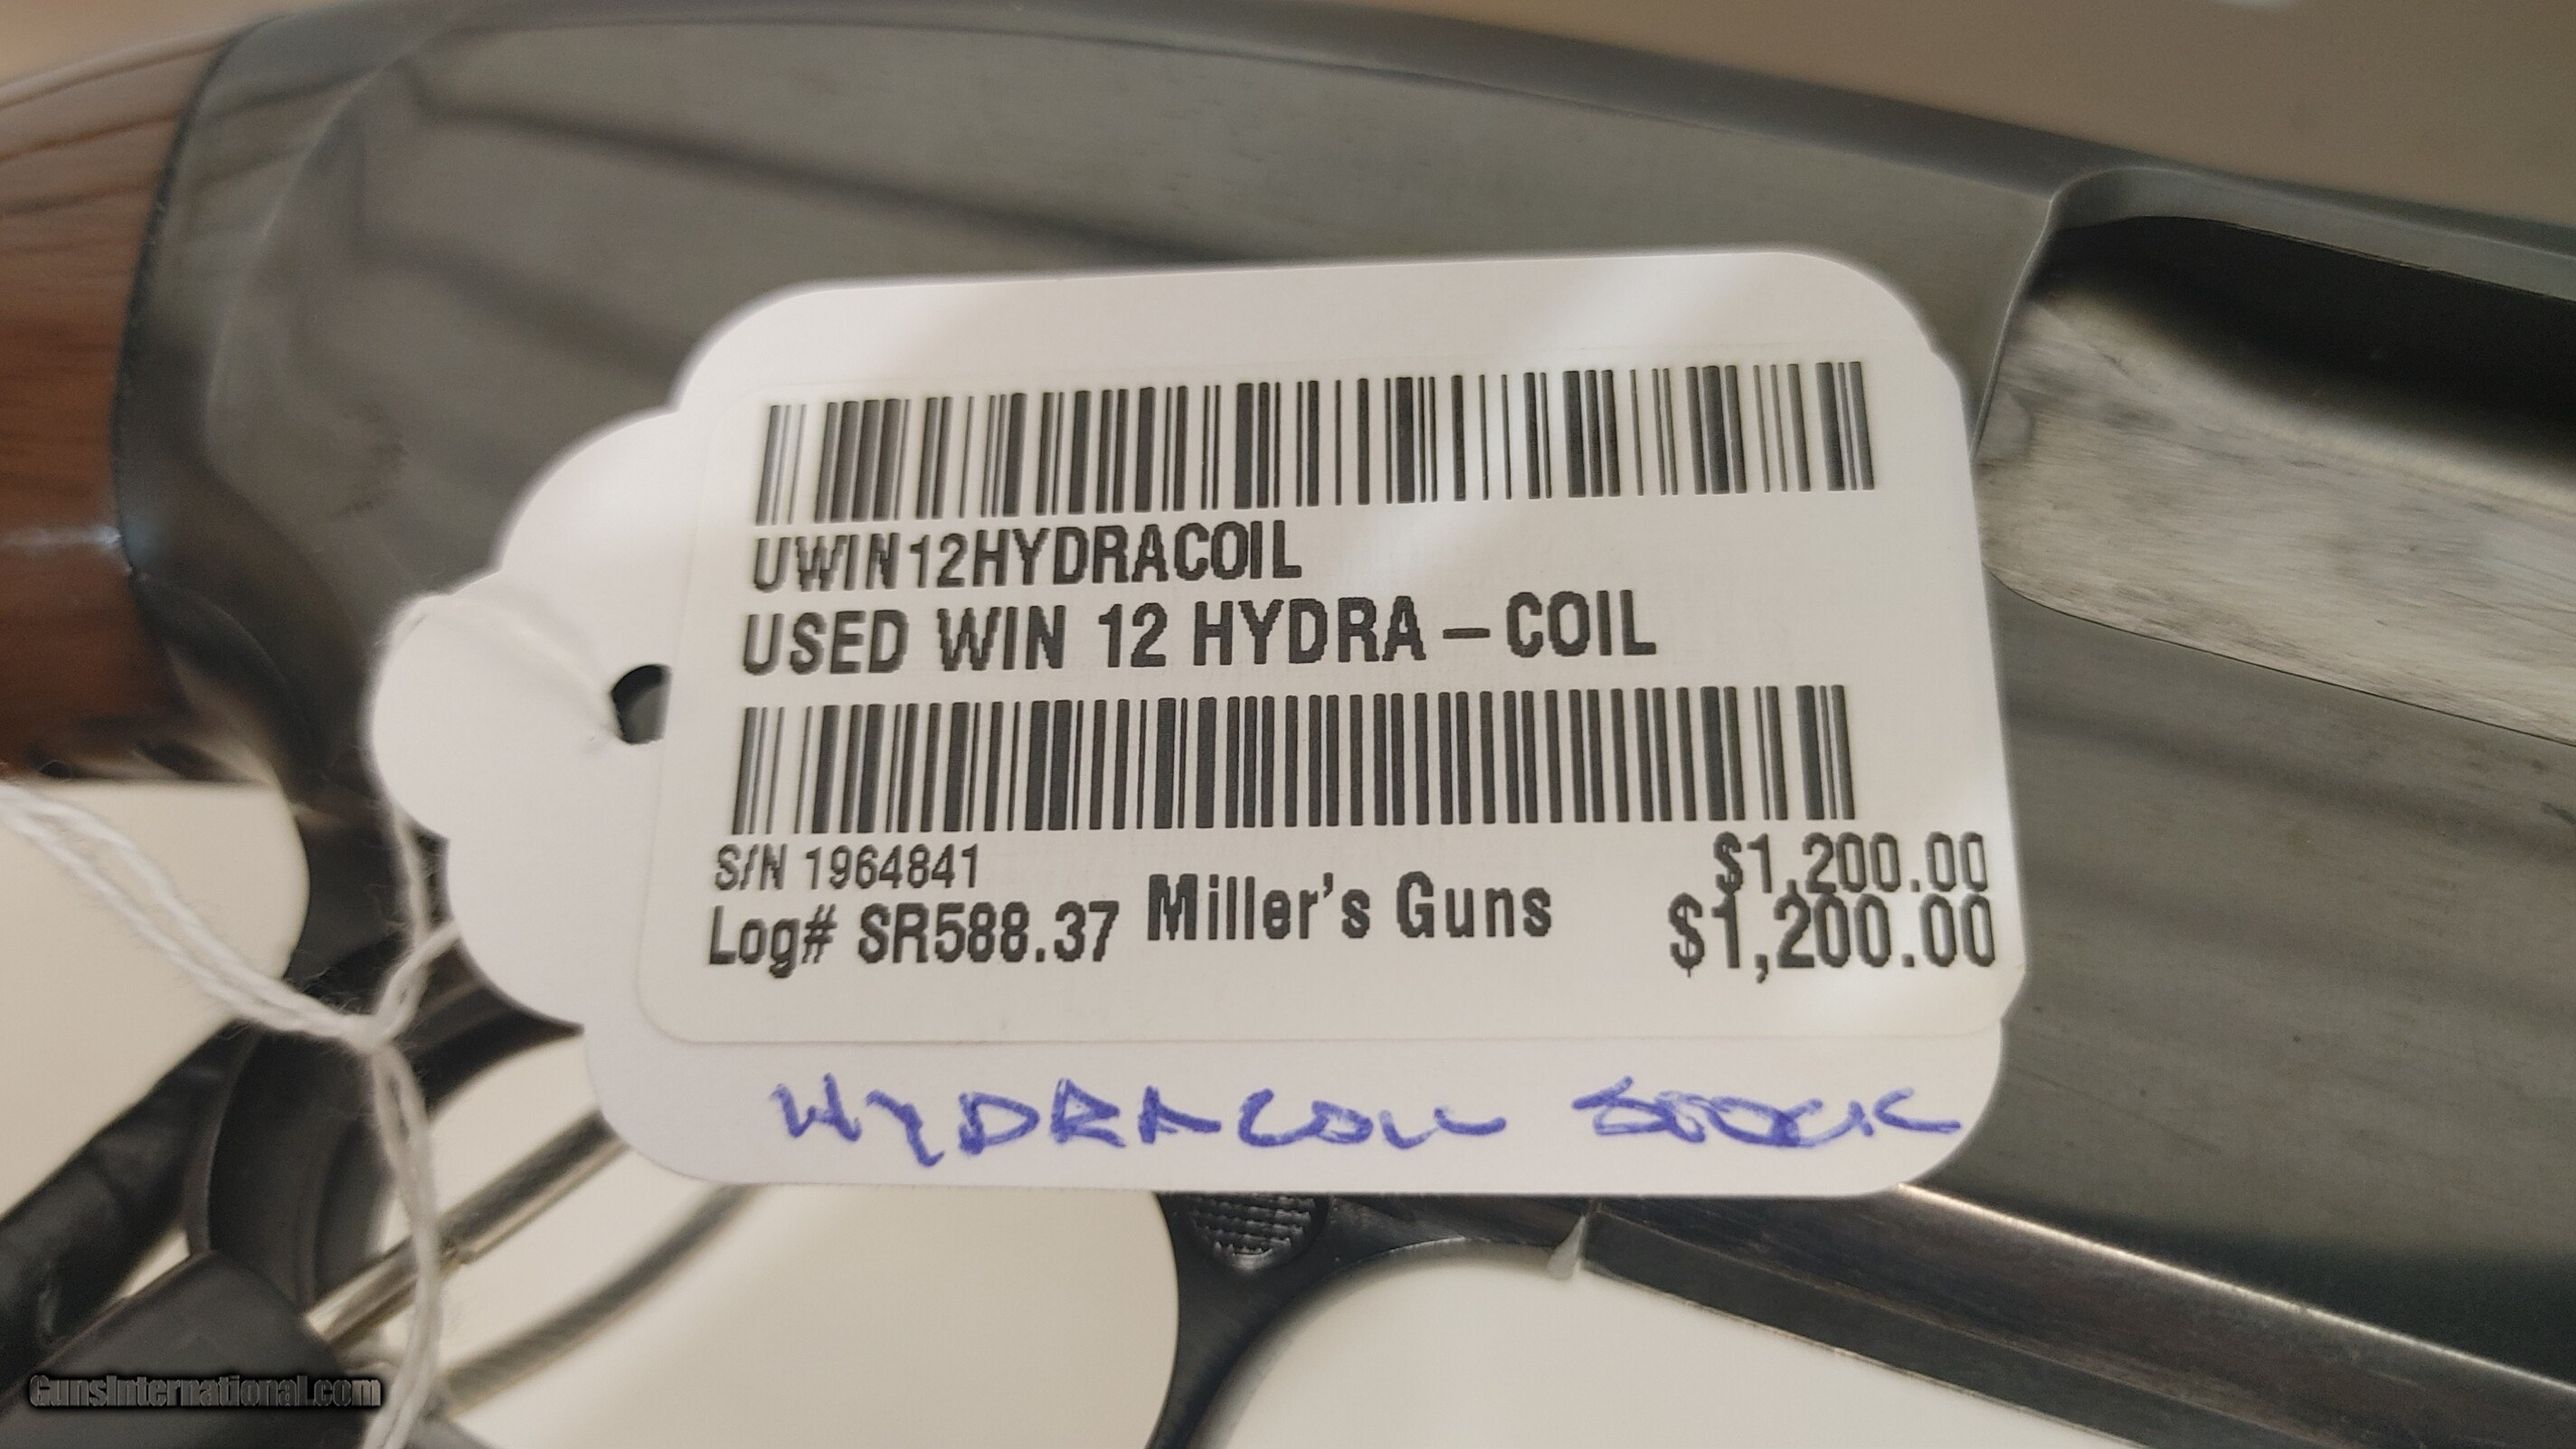 UWIN12HYDRACOIL
USED WIN 12 HYDRA-COIL
S/N 1964841
$1,200.00
Log# SR588.37 Miller's Guns $1,200.00
HYDRACOIL STOCK
GunsInternational.com